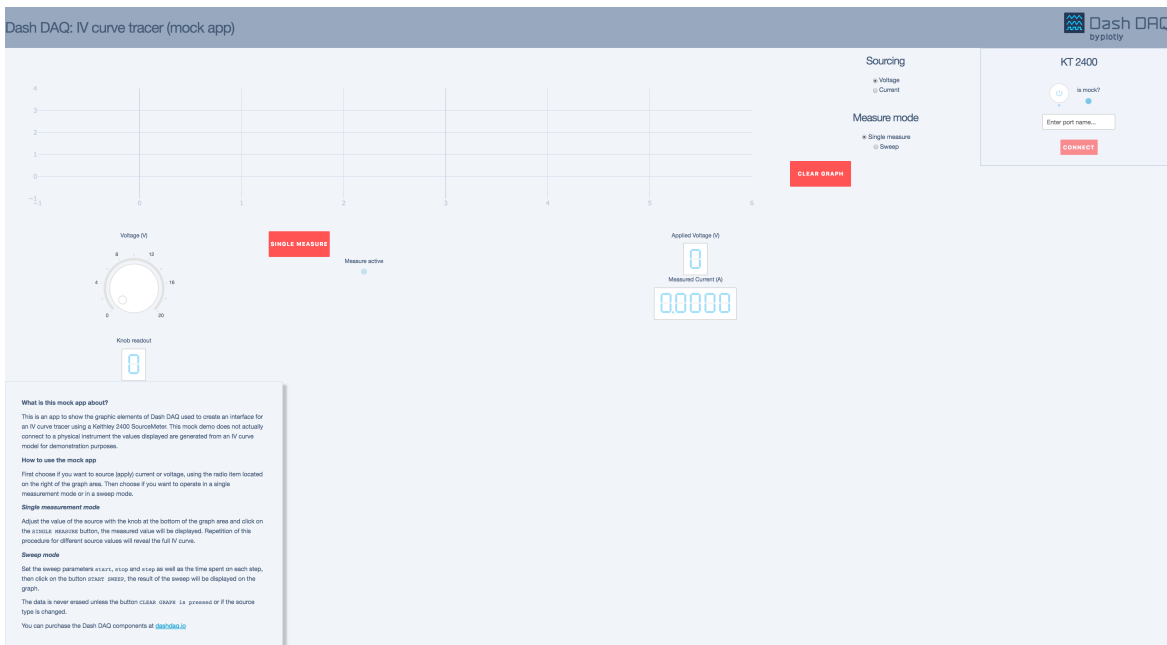 Dash DAQ: IV curve tracer (mock app)
Dash DAQ
by plotly
4
3
2
1
0
−1
−1
0
1
2
3
4
5
6
Sourcing
Voltage
Current
Measure mode
Single measure
Sweep
CLEAR GRAPH
KT 2400
is mock?
Enter port name...
CONNECT
Voltage (V)
8
12
4
16
0
20
Knob readout
0
SINGLE MEASURE
Measure active
Applied Voltage (V)
0
Measured Current (A)
0.0000
What is this mock app about?
This is an app to show the graphic elements of Dash DAQ used to create an interface for
an IV curve tracer using a Keithley 2400 SourceMeter. This mock demo does not actually
connect to a physical instrument the values displayed are generated from an IV curve
model for demonstration purposes.
How to use the mock app
First choose if you want to source (apply) current or voltage, using the radio item located
on the right of the graph area. Then choose if you want to operate in a single
measurement mode or in a sweep mode.
Single measurement mode
Adjust the value of the source with the knob at the bottom of the graph area and click on
the SINGLE MEASURE button, the measured value will be displayed. Repetition of this
procedure for different source values will reveal the full IV curve.
Sweep mode
Set the sweep parameters start, stop and step as well as the time spent on each step,
then click on the button START SWEEP, the result of the sweep will be displayed on the
graph.
The data is never erased unless the button CLEAR GRAPH is pressed or if the source
type is changed.
You can purchase the Dash DAQ components at dashdaq.io